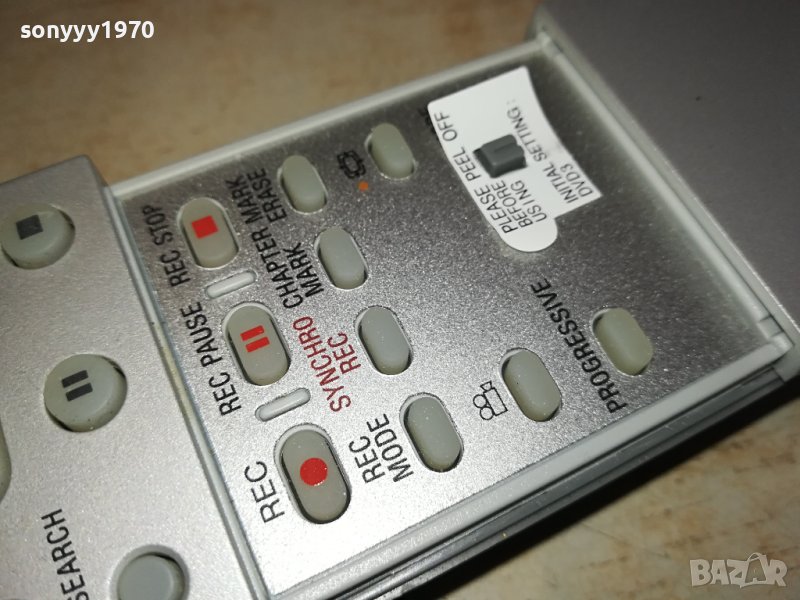 sonyyy1970
PLEASE PEEL OFF
BEFORE
USING
INITIAL SETTING:
DVD3
REC STOP
CHAPTER MARK
ERASE
REC PAUSE
CHAPTER
MARK
SYNCHRO
REC
PROGRESSIVE
REC
REC
MODE
SEARCH
BAZAR